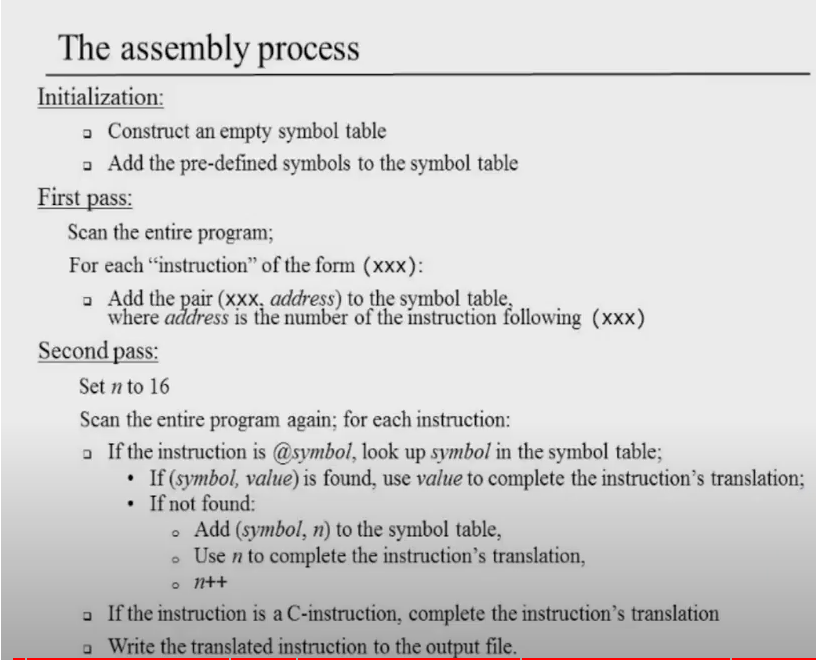 The assembly process
Initialization:
❑ Construct an empty symbol table
❑ Add the pre-defined symbols to the symbol table
First pass:
Scan the entire program;
For each “instruction” of the form (xxx):
❑ Add the pair (xxx, address) to the symbol table,
where address is the number of the instruction following (xxx)
Second pass:
Set n to 16
Scan the entire program again; for each instruction:
❑ If the instruction is @symbol, look up symbol in the symbol table;
• If (symbol, value) is found, use value to complete the instruction’s translation;
• If not found:
o Add (symbol, n) to the symbol table,
o Use n to complete the instruction’s translation,
o n++
❑ If the instruction is a C-instruction, complete the instruction’s translation
❑ Write the translated instruction to the output file.